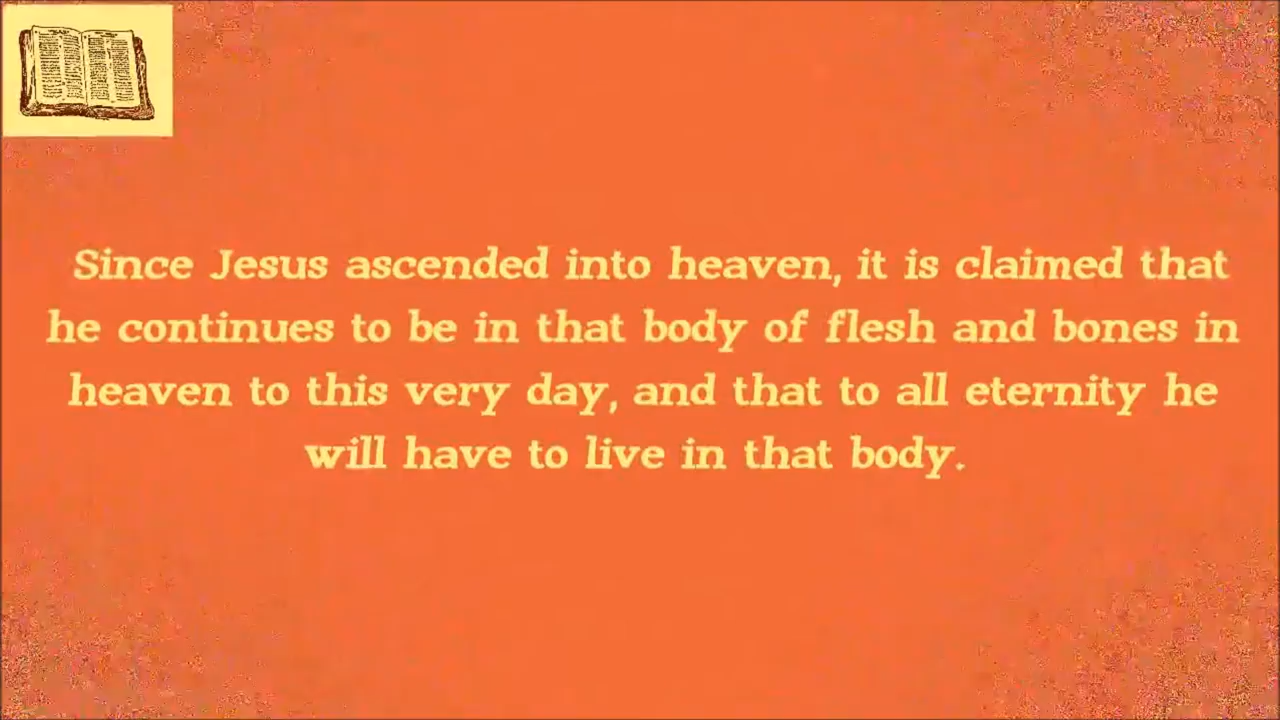 Since Jesus ascended into heaven, it is claimed that
he continues to be in that body of flesh and bones in
heaven to this very day, and that to all eternity he
will have to live in that body.